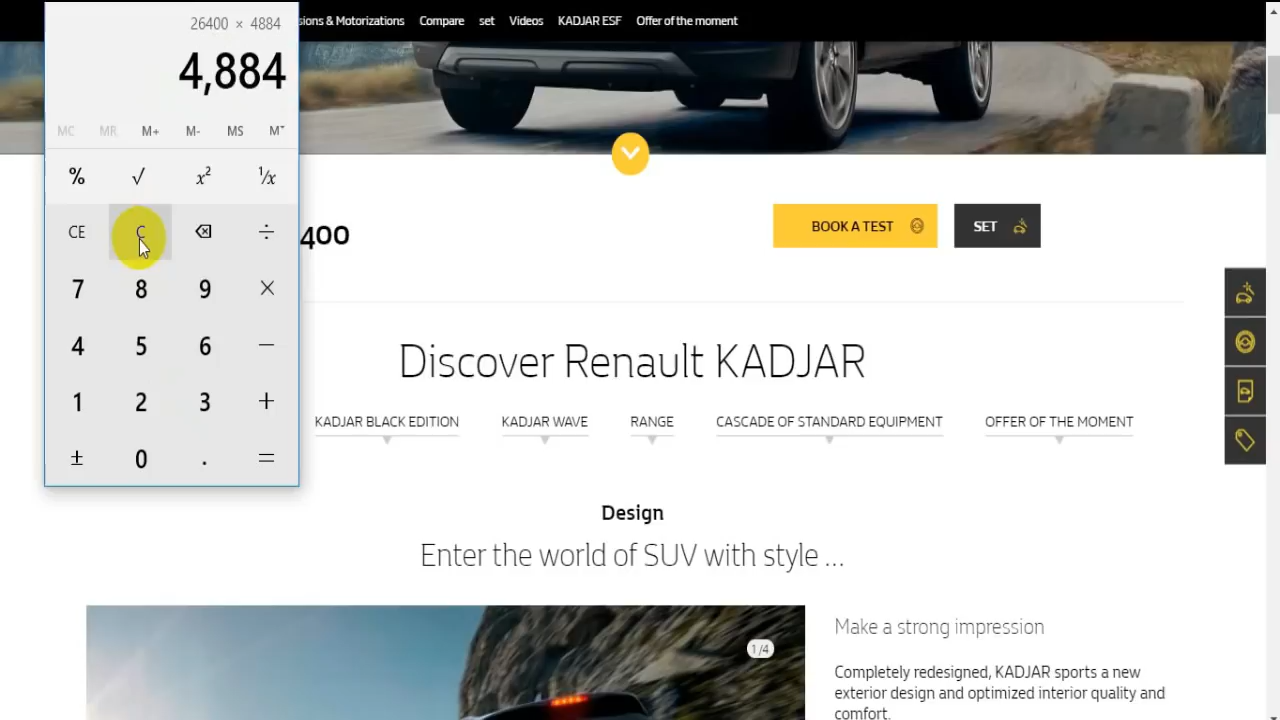 26400 × 4884
4,884
MC MR M+ M- MS M˅
% √ x² ¹/x
CE C ÷
7 8 9 ×
4 5 6 −
1 2 3 +
± 0 . =
& Motorizations Compare set Videos KADJAR ESF Offer of the moment
400
BOOK A TEST
SET
Discover Renault KADJAR
KADJAR BLACK EDITION KADJAR WAVE RANGE CASCADE OF STANDARD EQUIPMENT OFFER OF THE MOMENT
Design
Enter the world of SUV with style ...
1/4
Make a strong impression
Completely redesigned, KADJAR sports a new
exterior design and optimized interior quality and
comfort.